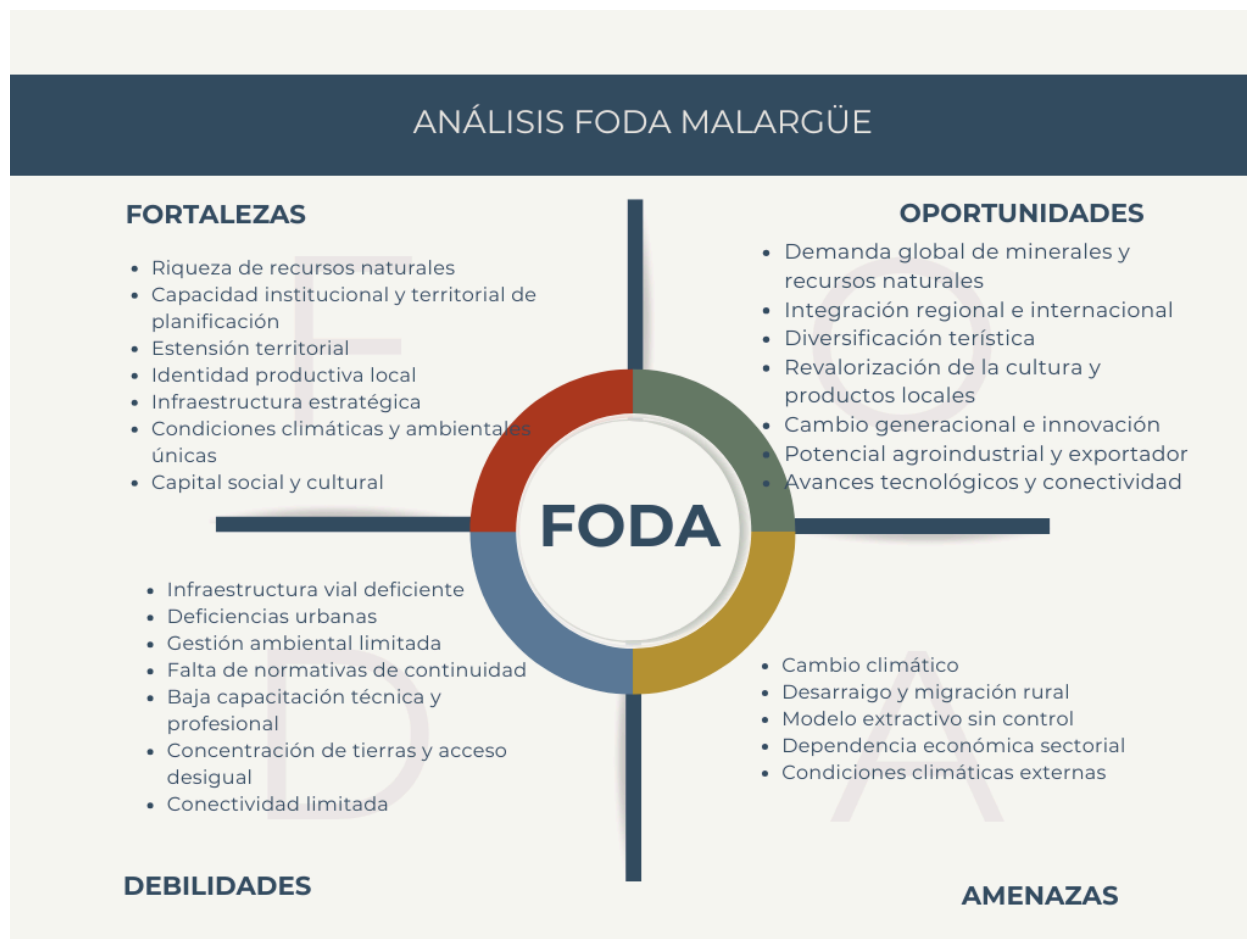 ANÁLISIS FODA MALARGÜE
FORTALEZAS
• Riqueza de recursos naturales
• Capacidad institucional y territorial de
planificación
• Estensión territorial
• Identidad productiva local
• Infraestructura estratégica
• Condiciones climáticas y ambientales
únicas
• Capital social y cultural
F
OPORTUNIDADES
• Demanda global de minerales y
recursos naturales
• Integración regional e internacional
• Diversificación terística
• Revalorización de la cultura y
productos locales
• Cambio generacional e innovación
• Potencial agroindustrial y exportador
• Avances tecnológicos y conectividad
O
FODA
• Infraestructura vial deficiente
• Deficiencias urbanas
• Gestión ambiental limitada
• Falta de normativas de continuidad
• Baja capacitación técnica y
profesional
• Concentración de tierras y acceso
desigual
• Conectividad limitada
D
DEBILIDADES
• Cambio climático
• Desarraigo y migración rural
• Modelo extractivo sin control
• Dependencia económica sectorial
• Condiciones climáticas externas
A
AMENAZAS